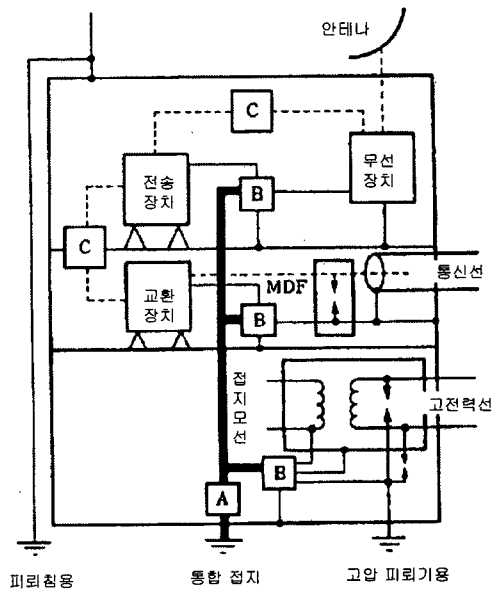 안테나
C
전송
장치
무선
장치
B
C
통신선
MDF
교환
장치
B
접
지
모
선
고전력선
B
A
피뢰침용
통합 접지
고압 피뢰기용